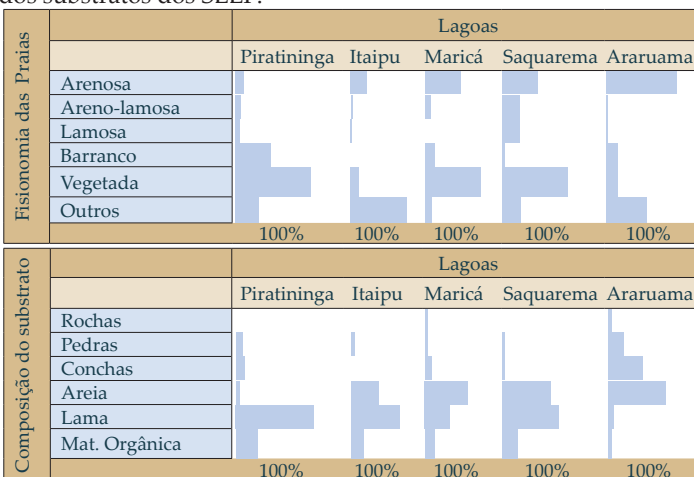 dos substratos dos SLLF.
Fisionomia das Praias
Lagoas
Piratininga Itaipu Maricá Saquarema Araruama
Arenosa
Areno-lamosa
Lamosa
Barranco
Vegetada
Outros
100% 100% 100% 100% 100%
Composição do substrato
Lagoas
Piratininga Itaipu Maricá Saquarema Araruama
Rochas
Pedras
Conchas
Areia
Lama
Mat. Orgânica
100% 100% 100% 100% 100%